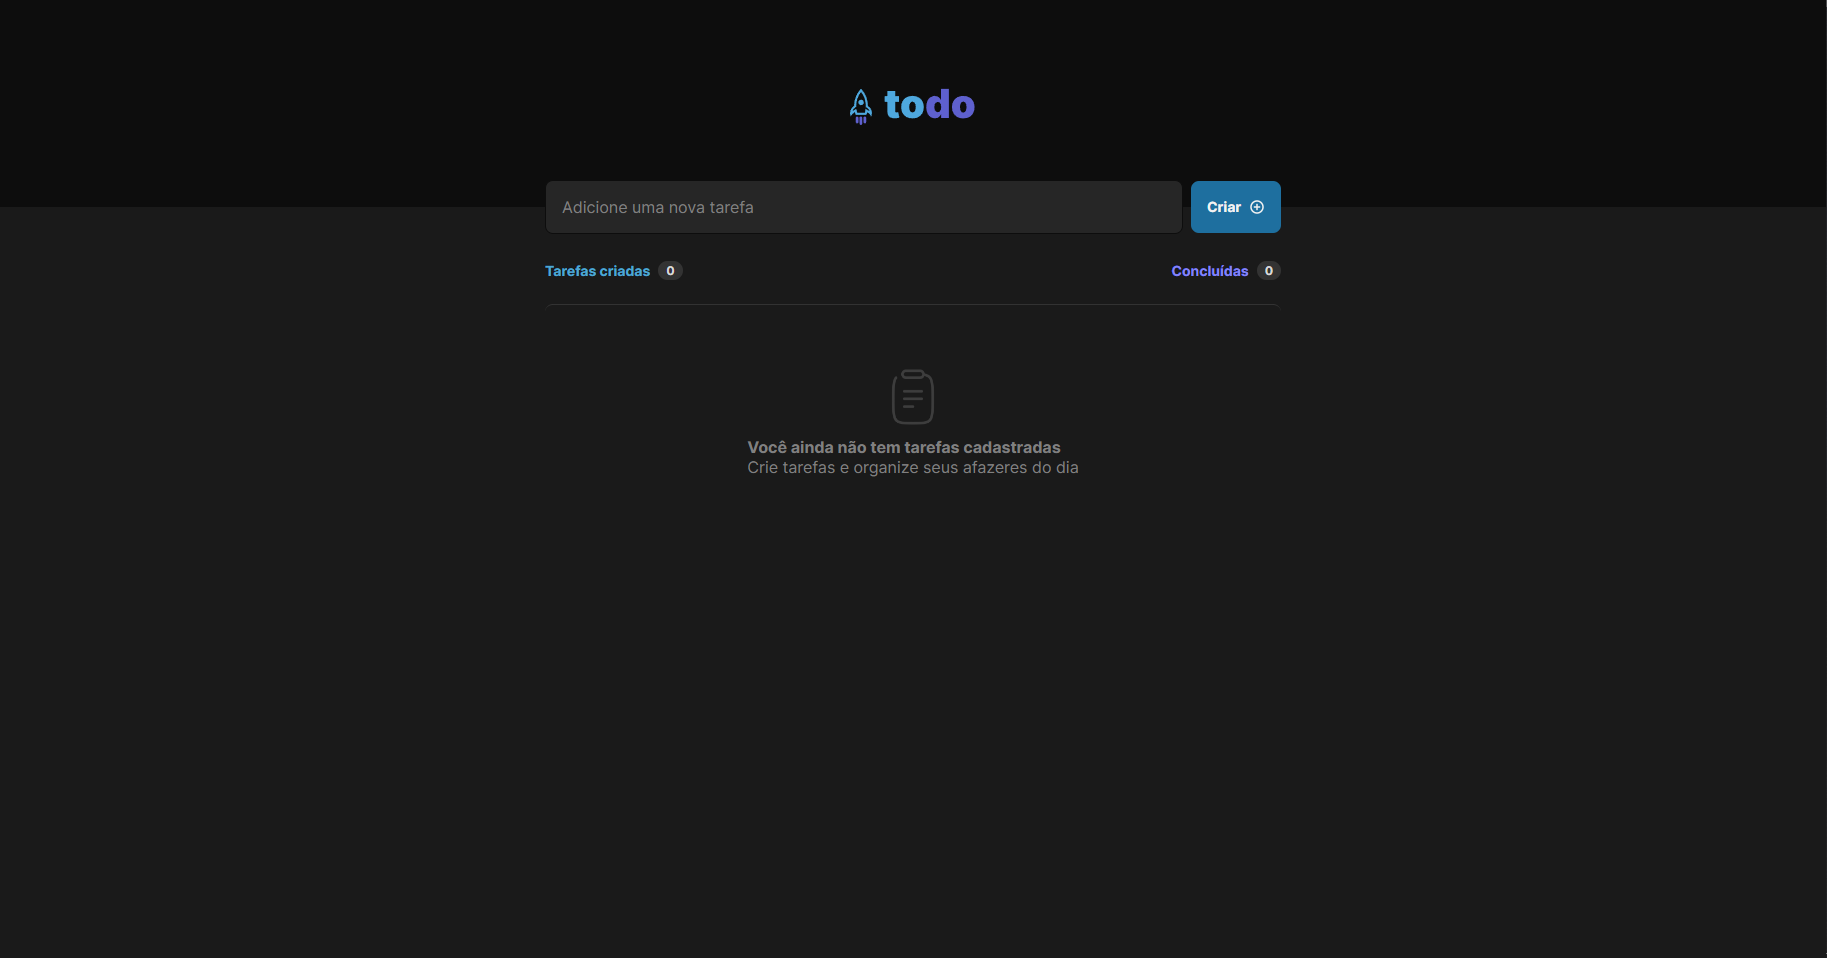 todo
Adicione uma nova tarefa
Criar
Tarefas criadas 0
Concluídas 0
Você ainda não tem tarefas cadastradas
Crie tarefas e organize seus afazeres do dia